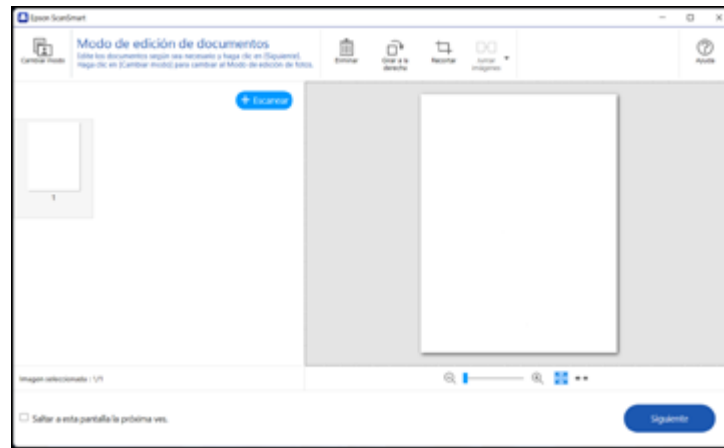 Epson ScanSmart
Cambiar modo
Modo de edición de documentos
Edite los documentos según sea necesario y haga clic en [Siguiente].
Haga clic en [Cambiar modo] para cambiar al Modo de edición de fotos.
Eliminar
Girar a la
derecha
Recortar
Juntar
imágenes
Ayuda
+ Escanear
1
Imagen seleccionada : 1/1
Saltar a esta pantalla la próxima ves.
Siguiente